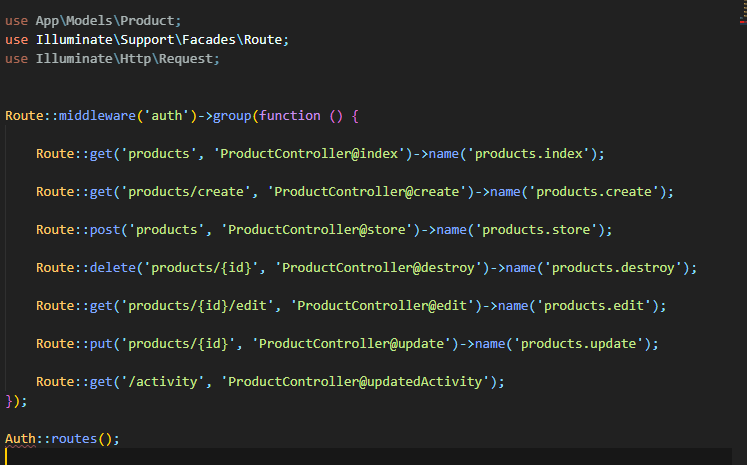 use App\Models\Product;
use Illuminate\Support\Facades\Route;
use Illuminate\Http\Request;
Route::middleware('auth')->group(function () {
Route::get('products', 'ProductController@index')->name('products.index');
Route::get('products/create', 'ProductController@create')->name('products.create');
Route::post('products', 'ProductController@store')->name('products.store');
Route::delete('products/{id}', 'ProductController@destroy')->name('products.destroy');
Route::get('products/{id}/edit', 'ProductController@edit')->name('products.edit');
Route::put('products/{id}', 'ProductController@update')->name('products.update');
Route::get('/activity', 'ProductController@updatedActivity');
});
Auth::routes();